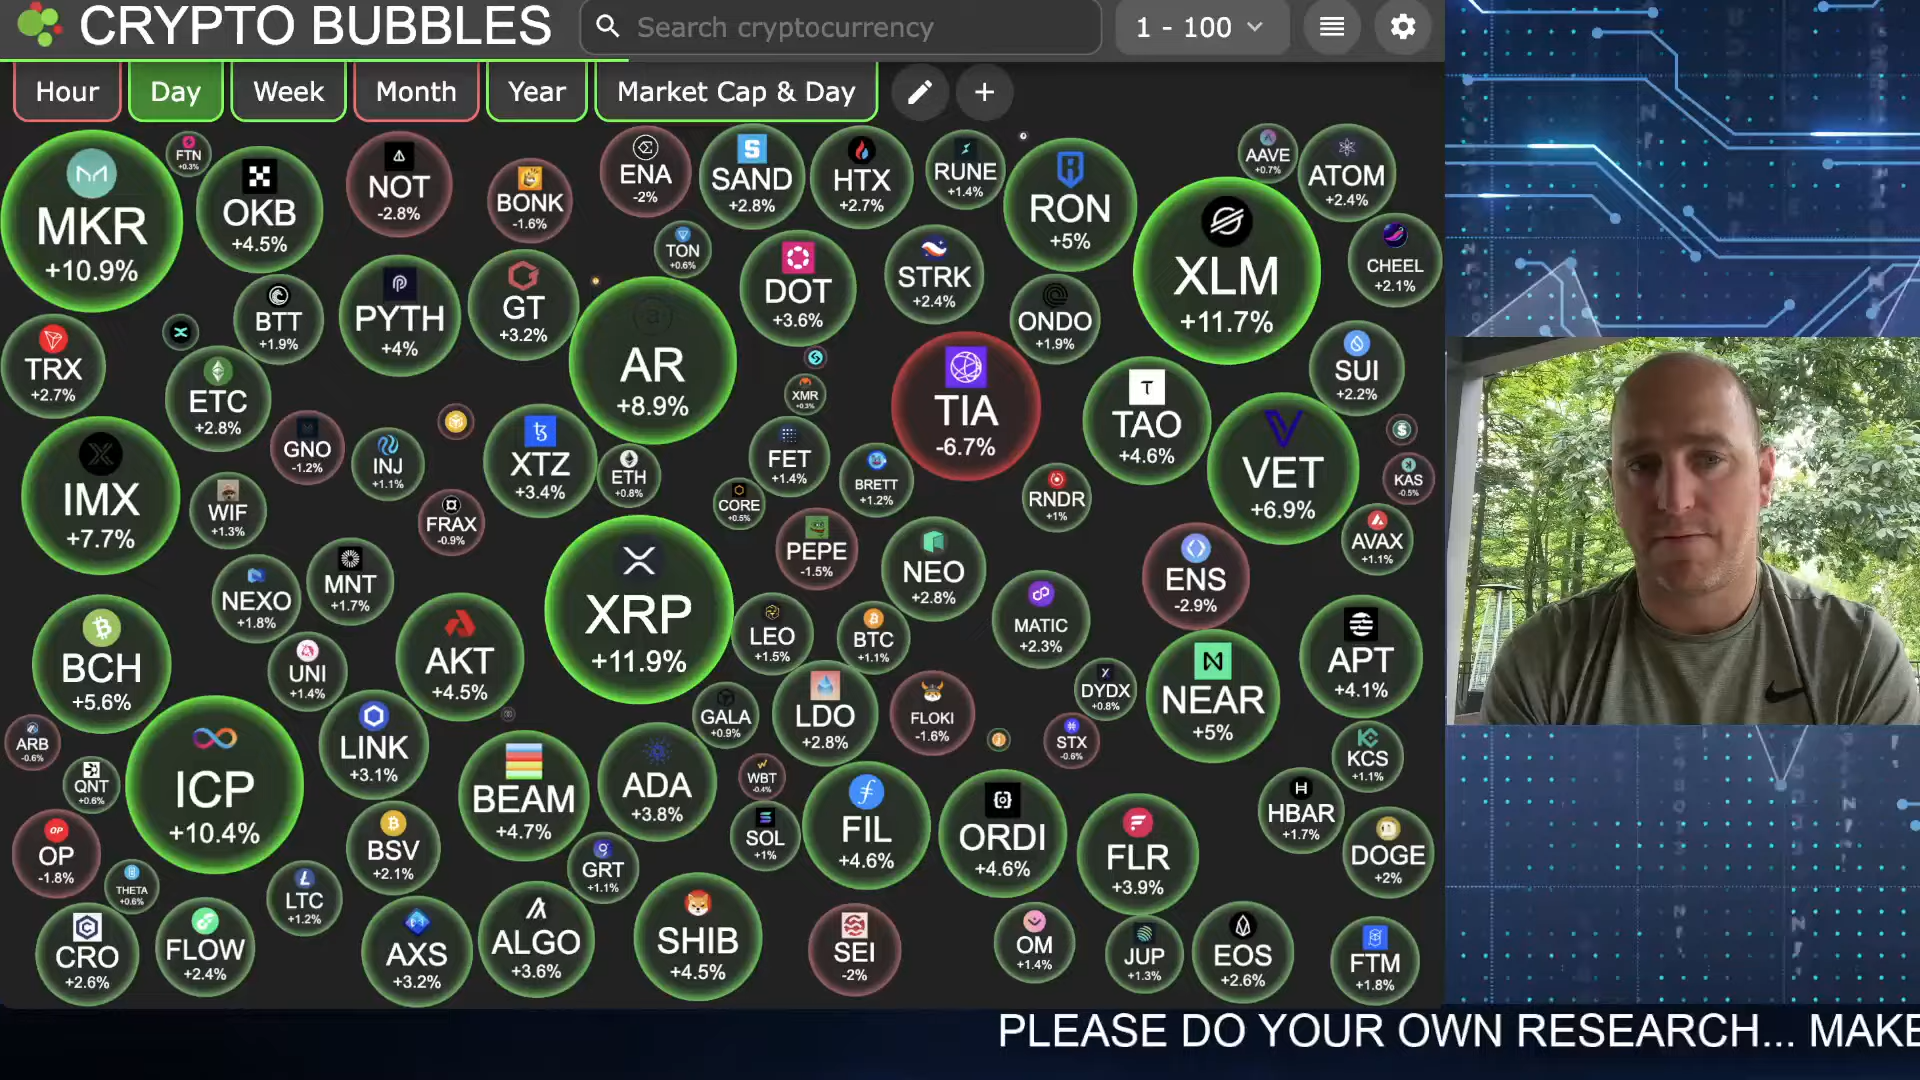 CRYPTO BUBBLES
Search cryptocurrency
1 - 100
Hour
Day
Week
Month
Year
Market Cap & Day
MKR
+10.9%
FTN
+0.3%
OKB
+4.5%
NOT
-2.8%
BONK
-1.6%
ENA
-2%
SAND
+2.8%
HTX
+2.7%
RUNE
+1.4%
RON
+5%
XLM
+11.7%
AAVE
+0.7%
ATOM
+2.4%
CHEEL
+2.1%
TON
+0.6%
BTT
+1.9%
PYTH
+4%
GT
+3.2%
AR
+8.9%
DOT
+3.6%
STRK
+2.4%
ONDO
+1.9%
SUI
+2.2%
TRX
+2.7%
ETC
+2.8%
XMR
+0.3%
TIA
-6.7%
TAO
+4.6%
VET
+6.9%
IMX
+7.7%
GNO
-1.2%
INJ
+1.1%
XTZ
+3.4%
ETH
+0.8%
FET
+1.4%
BRETT
+1.2%
KAS
-0.5%
WIF
+1.3%
FRAX
-0.9%
CORE
+0.5%
RNDR
+1%
AVAX
+1.1%
PEPE
-1.5%
NEO
+2.8%
ENS
-2.9%
NEXO
+1.8%
MNT
+1.7%
XRP
+11.9%
LEO
+1.5%
BTC
+1.1%
MATIC
+2.3%
BCH
+5.6%
UNI
+1.4%
AKT
+4.5%
DYDX
+0.8%
NEAR
+5%
APT
+4.1%
ARB
-0.6%
LINK
+3.1%
GALA
+0.9%
LDO
+2.8%
FLOKI
-1.6%
STX
-0.6%
KCS
+1.1%
QNT
+0.6%
ICP
+10.4%
BEAM
+4.7%
ADA
+3.8%
WBT
-0.4%
SOL
+1%
FIL
+4.6%
ORDI
+4.6%
FLR
+3.9%
HBAR
+1.7%
DOGE
+2%
OP
OP
-1.8%
THETA
+0.6%
LTC
+1.2%
BSV
+2.1%
GRT
+1.1%
CRO
+2.6%
FLOW
+2.4%
AXS
+3.2%
ALGO
+3.6%
SHIB
+4.5%
SEI
-2%
OM
+1.4%
JUP
+1.3%
EOS
+2.6%
FTM
+1.8%
PLEASE DO YOUR OWN RESEARCH... MAKE